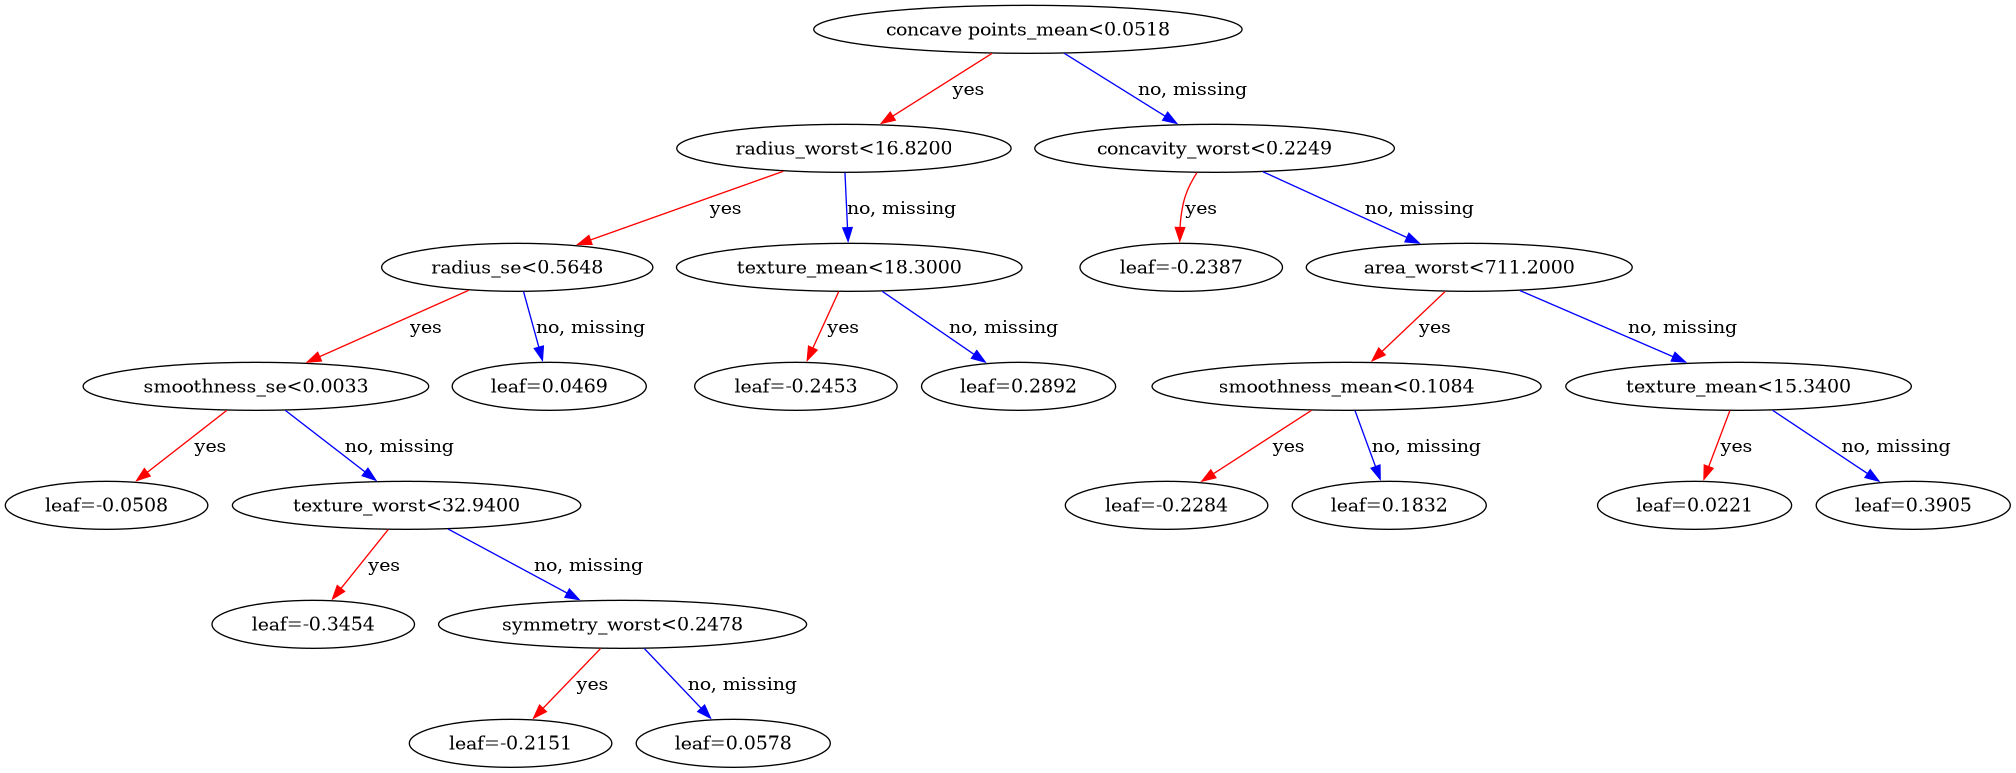 concave points_mean<0.0518
yes
no, missing
radius_worst<16.8200
concavity_worst<0.2249
yes
no, missing
yes
no, missing
radius_se<0.5648
texture_mean<18.3000
leaf=-0.2387
area_worst<711.2000
yes
no, missing
yes
no, missing
yes
no, missing
smoothness_se<0.0033
leaf=0.0469
leaf=-0.2453
leaf=0.2892
smoothness_mean<0.1084
texture_mean<15.3400
yes
no, missing
yes
no, missing
yes
no, missing
leaf=-0.0508
texture_worst<32.9400
leaf=-0.2284
leaf=0.1832
leaf=0.0221
leaf=0.3905
yes
no, missing
leaf=-0.3454
symmetry_worst<0.2478
yes
no, missing
leaf=-0.2151
leaf=0.0578